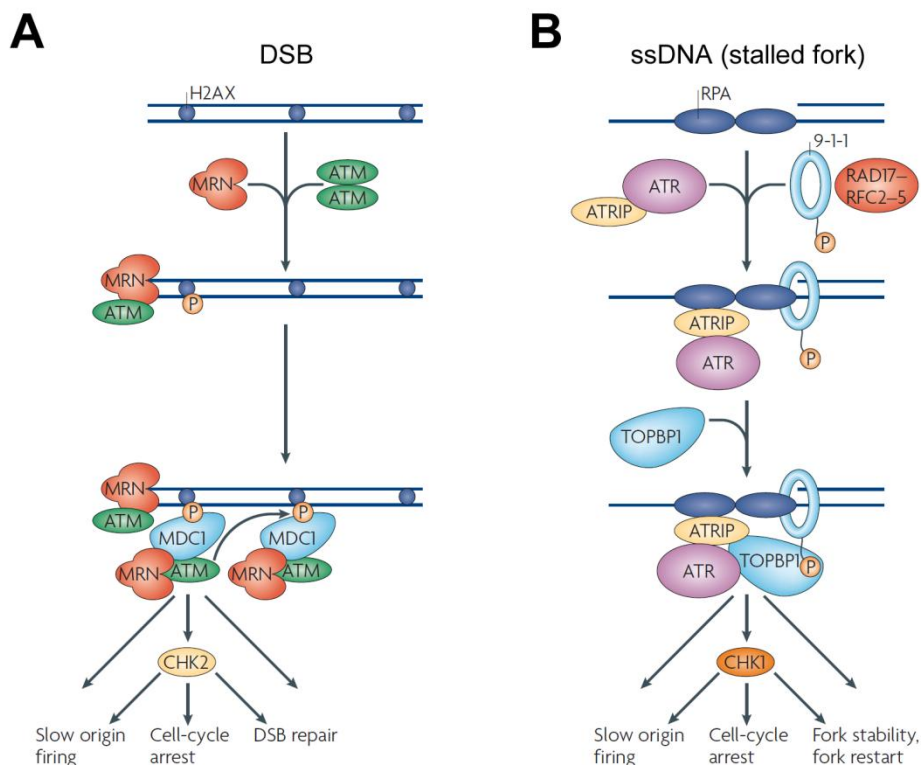 A
DSB
H2AX
MRN
ATM
ATM
MRN
ATM
P
MRN
ATM
P
P
MDC1
MDC1
MRN
ATM
MRN
ATM
CHK2
Slow origin
firing
Cell-cycle
arrest
DSB repair
B
ssDNA (stalled fork)
RPA
9-1-1
ATR
ATRIP
RAD17–
RFC2–5
P
ATRIP
ATR
P
TOPBP1
ATRIP
ATR
TOPBP1
P
CHK1
Slow origin
firing
Cell-cycle
arrest
Fork stability,
fork restart